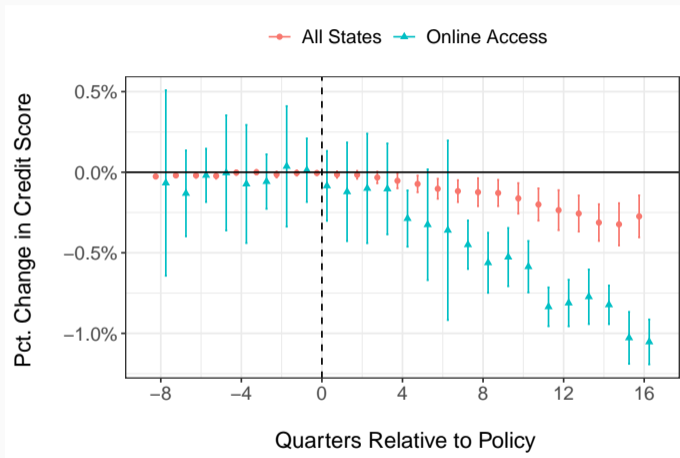 All States Online Access
Pct. Change in Credit Score
0.5%
0.0%
−0.5%
−1.0%
−8 −4 0 4 8 12 16
Quarters Relative to Policy